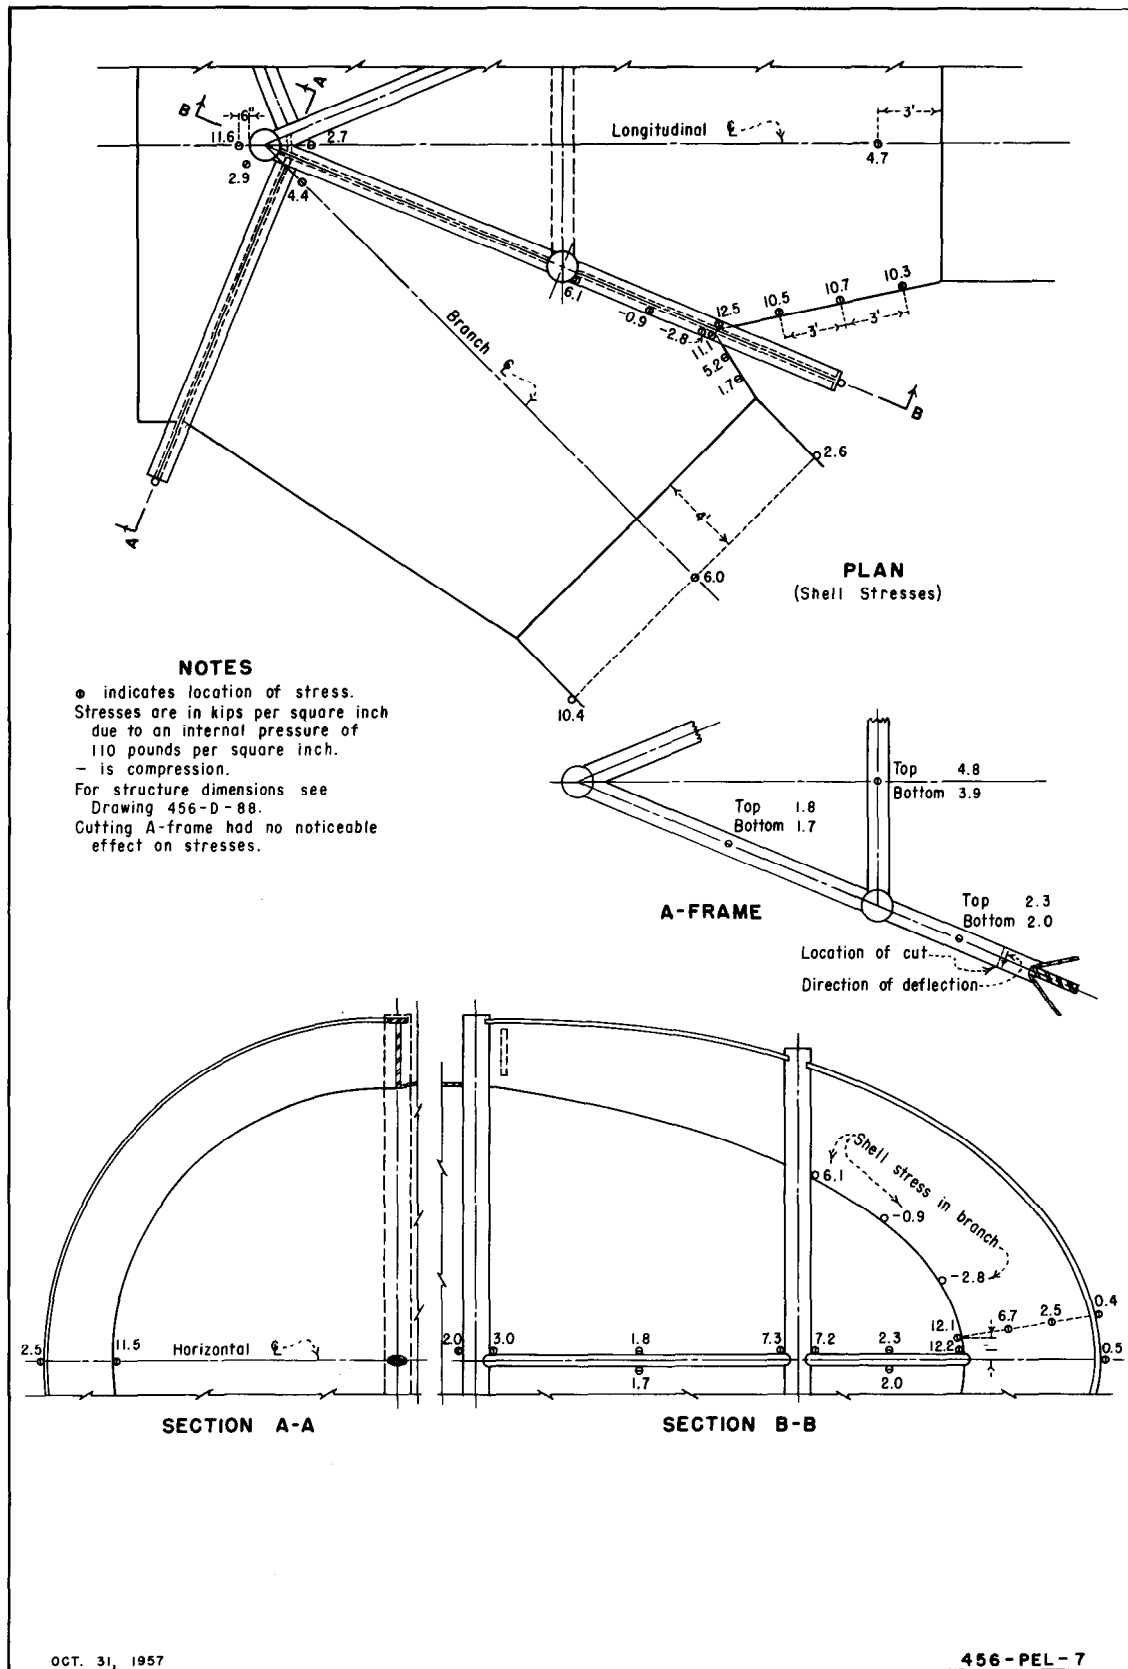 A
B
6"
11.6
2.7
2.9
4.4
Longitudinal ℄
3'
4.7
6.1
-0.9
-2.8
11.1
12.5
10.5
10.7
10.3
3'
3'
5.2
1.7
B
Branch ℄
2.6
4'
6.0
10.4
A
PLAN
(Shell Stresses)
NOTES
⊕ indicates location of stress.
Stresses are in kips per square inch
due to an internal pressure of
110 pounds per square inch.
- is compression.
For structure dimensions see
Drawing 456-D-88.
Cutting A-frame had no noticeable
effect on stresses.
Top 4.8
Bottom 3.9
Top 1.8
Bottom 1.7
A-FRAME
Top 2.3
Bottom 2.0
Location of cut
Direction of deflection
Shell stress in branch
6.1
-0.9
-2.8
2.5
11.5
Horizontal ℄
2.0
3.0
1.8
1.7
7.3
7.2
2.3
2.0
12.1
12.2
6.7
2.5
0.4
0.5
SECTION A-A
SECTION B-B
OCT. 31, 1957
456-PEL-7